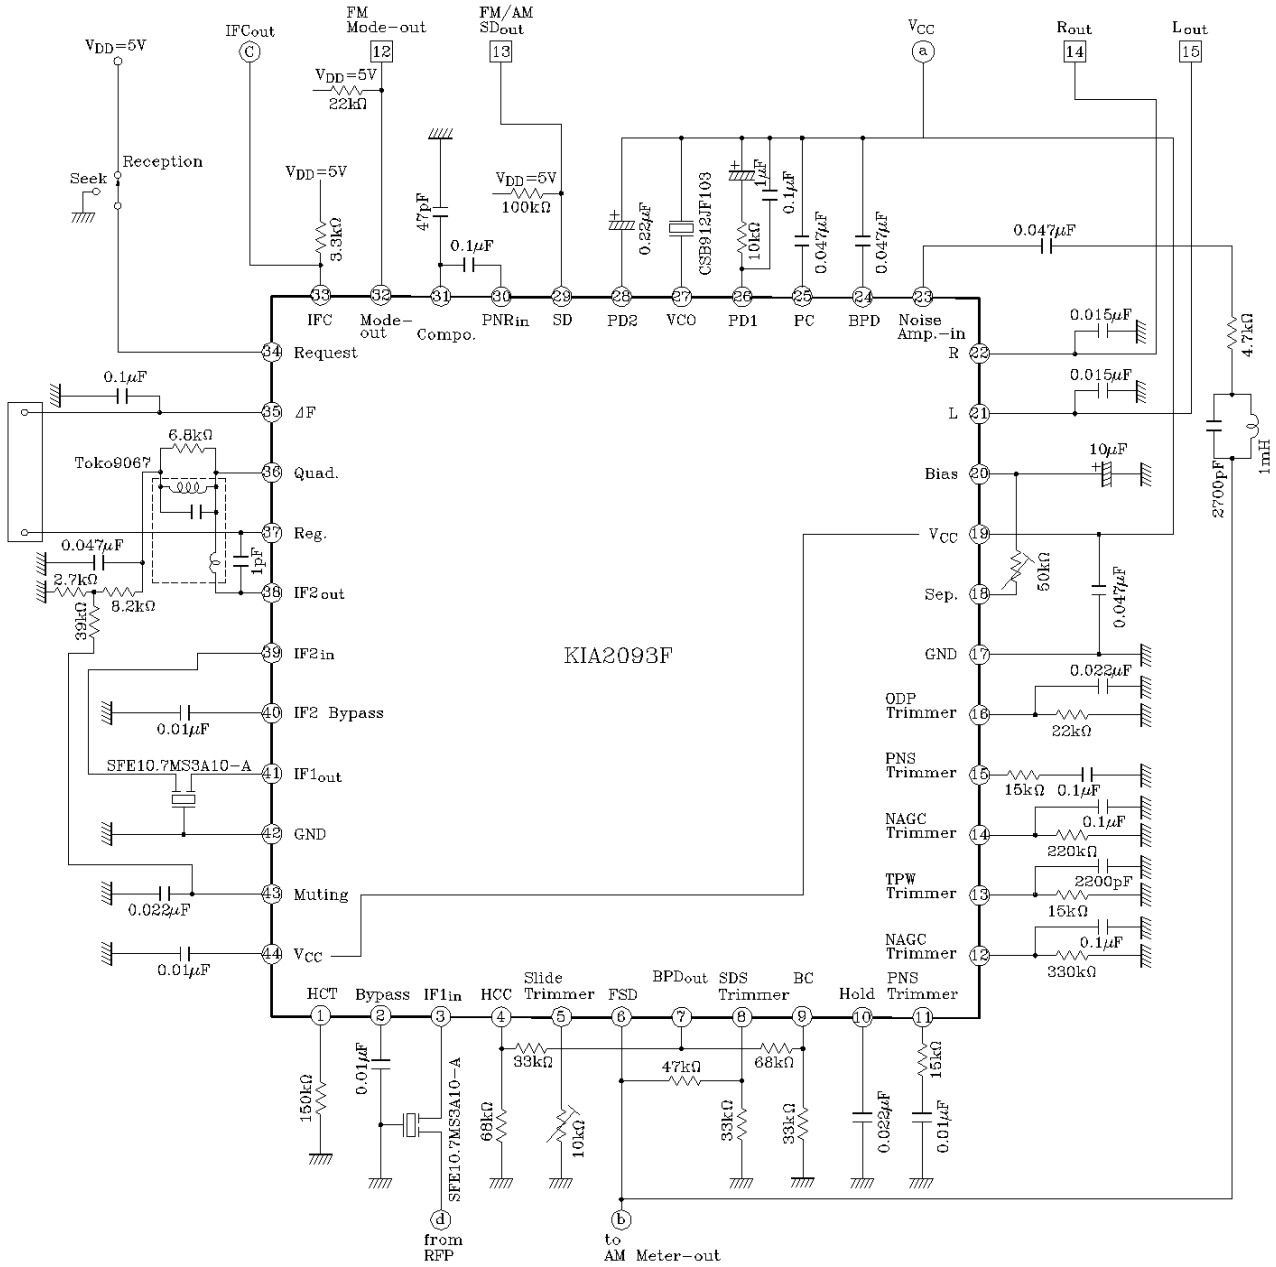 FM
Mode-out
FM/AM
SDout
IFCout
VCC
Rout
Lout
C
12
13
a
14
15
VDD=5V
VDD=5V
22kΩ
Reception
Seek
VDD=5V
3.3kΩ
47pF
0.1μF
VDD=5V
100kΩ
+
0.22μF
CSB912JF103
+
1μF
10kΩ
0.1μF
0.047μF
0.047μF
0.047μF
4.7kΩ
2700pF
1mH
33
32
31
30
29
28
27
26
25
24
23
IFC
Mode-
out
Compo.
PNRin
SD
PD2
VCO
PD1
PC
BPD
Noise
Amp.-in
34
Request
R
22
0.015μF
0.1μF
35
ΔF
L
21
0.015μF
6.8kΩ
Toko9067
36
Quad.
Bias
20
+
10μF
37
Reg.
VCC
19
0.047μF
1pF
50kΩ
0.047μF
2.7kΩ
8.2kΩ
38
IF2out
Sep.
18
39kΩ
39
IF2in
KIA2093F
GND
17
0.022μF
40
IF2 Bypass
0.01μF
ODP
Trimmer
16
22kΩ
SFE10.7MS3A10-A
41
IF1out
PNS
Trimmer
15
15kΩ
0.1μF
42
GND
NAGC
Trimmer
14
0.1μF
220kΩ
43
Muting
0.022μF
TPW
Trimmer
13
2200pF
15kΩ
44
VCC
0.01μF
NAGC
Trimmer
12
0.1μF
330kΩ
HCT
Bypass
IF1in
HCC
Slide
Trimmer
FSD
BPDout
SDS
Trimmer
BC
Hold
PNS
Trimmer
1
2
3
4
5
6
7
8
9
10
11
150kΩ
0.01μF
SFE10.7MS3A10-A
33kΩ
68kΩ
10kΩ
47kΩ
68kΩ
33kΩ
33kΩ
0.022μF
15kΩ
0.01μF
d
from
RFP
b
to
AM Meter-out